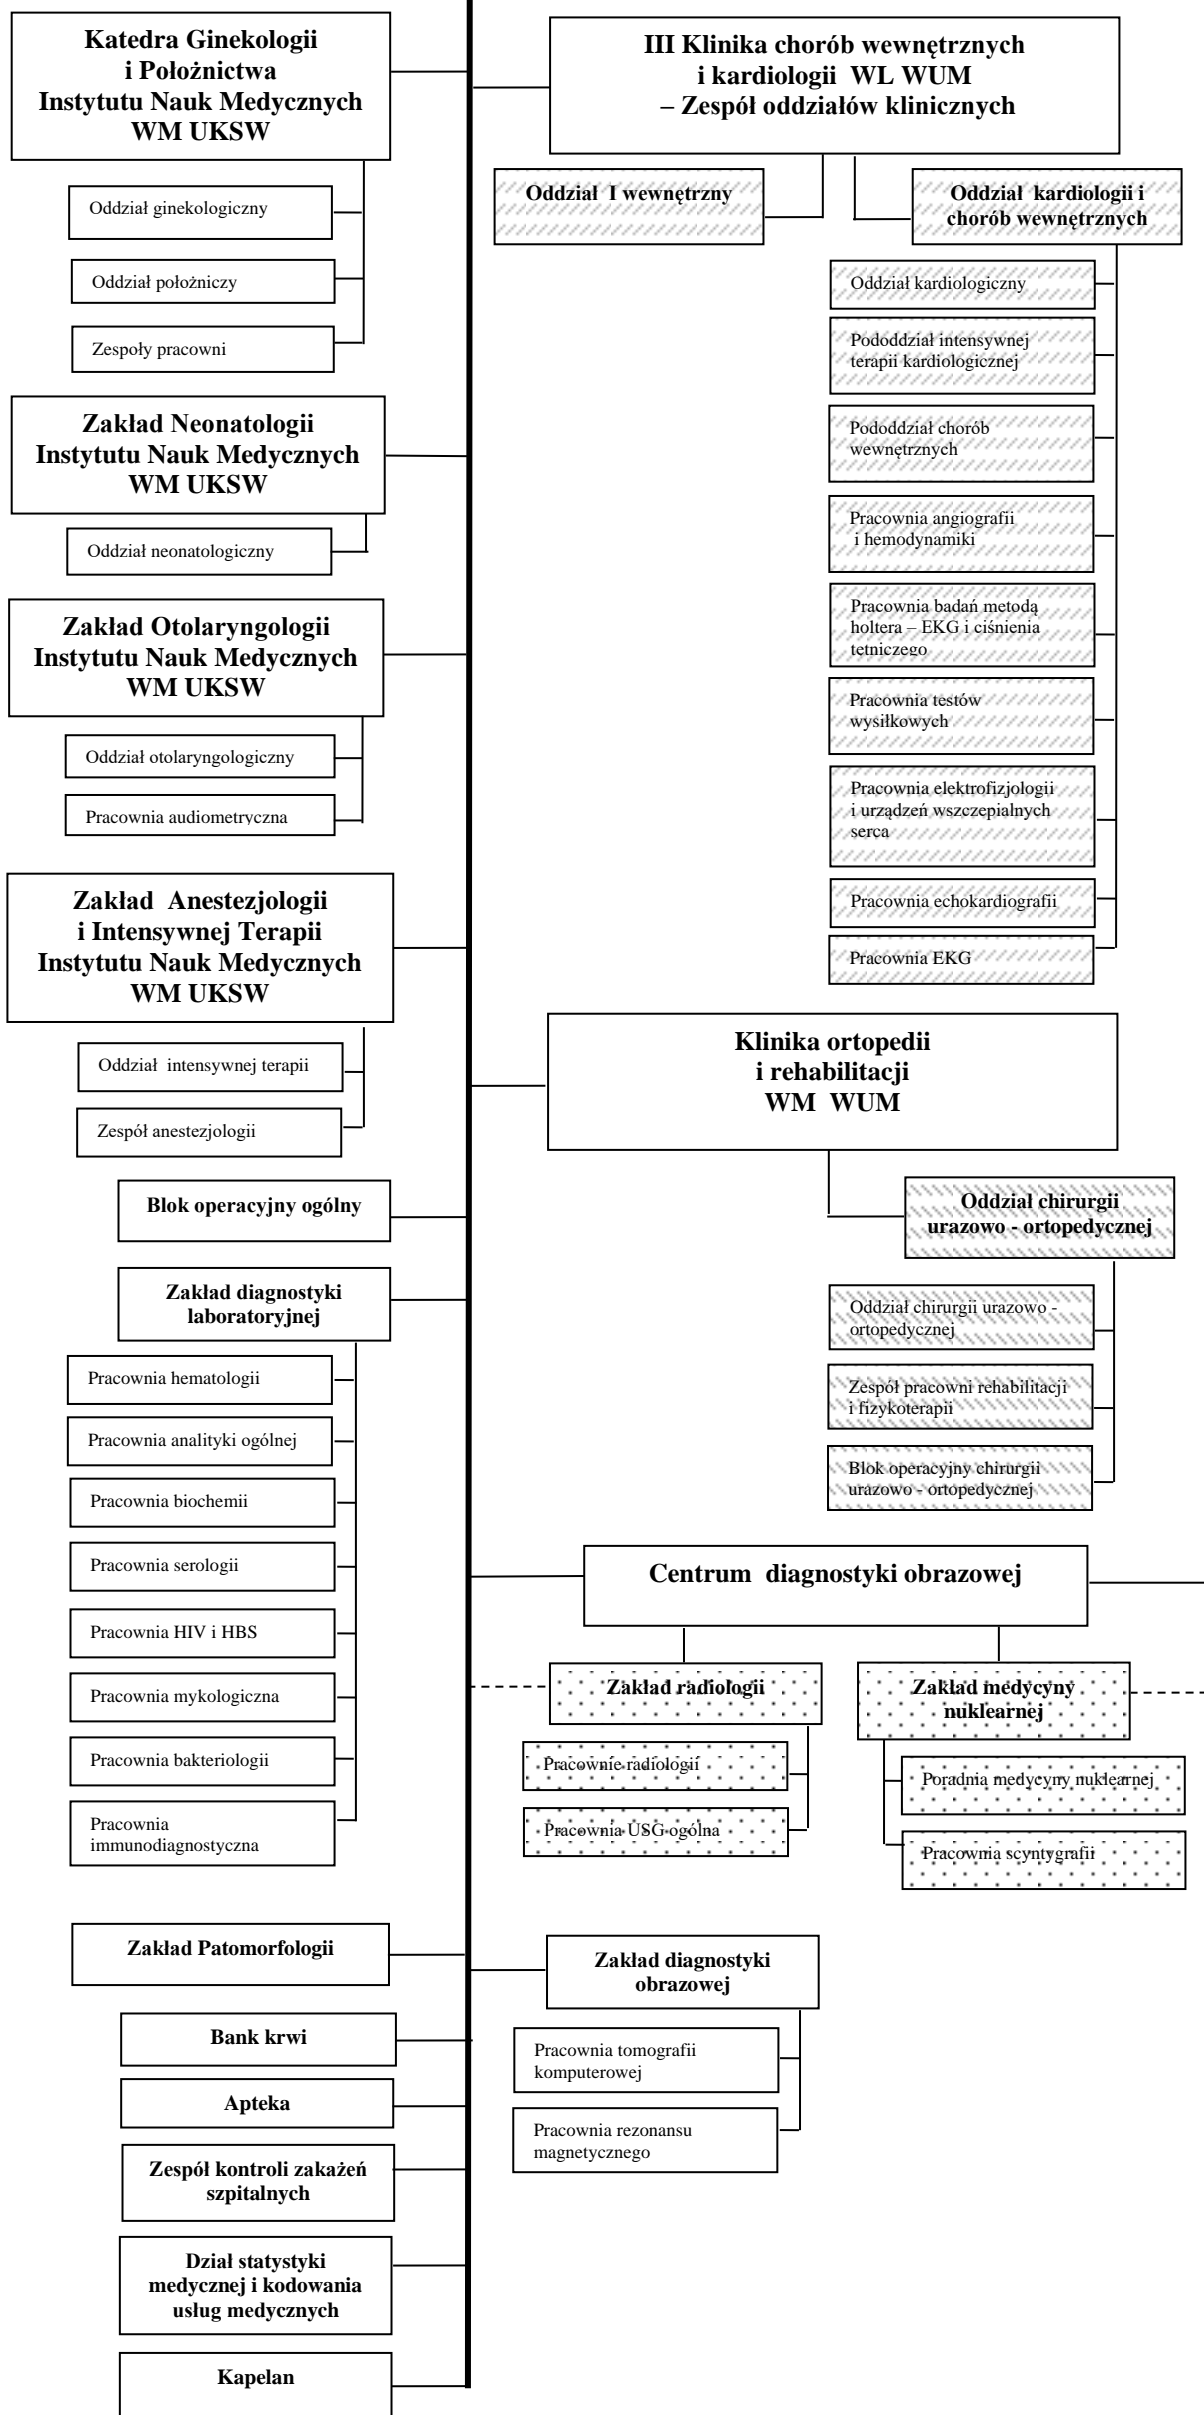 Katedra Ginekologii
i Położnictwa
Instytutu Nauk Medycznych
WM UKSW
Oddział ginekologiczny
Oddział położniczy
Zespoły pracowni
Zakład Neonatologii
Instytutu Nauk Medycznych
WM UKSW
Oddział neonatologiczny
Zakład Otolaryngologii
Instytutu Nauk Medycznych
WM UKSW
Oddział otolaryngologiczny
Pracownia audiometryczna
Zakład Anestezjologii
i Intensywnej Terapii
Instytutu Nauk Medycznych
WM UKSW
Oddział intensywnej terapii
Zespół anestezjologii
Blok operacyjny ogólny
Zakład diagnostyki
laboratoryjnej
Pracownia hematologii
Pracownia analityki ogólnej
Pracownia biochemii
Pracownia serologii
Pracownia HIV i HBS
Pracownia mykologiczna
Pracownia bakteriologii
Pracownia
immunodiagnostyczna
Zakład Patomorfologii
Bank krwi
Apteka
Zespół kontroli zakażeń
szpitalnych
Dział statystyki
medycznej i kodowania
usług medycznych
Kapelan
III Klinika chorób wewnętrznych
i kardiologii WL WUM
– Zespół oddziałów klinicznych
Oddział I wewnętrzny
Oddział kardiologii i
chorób wewnętrznych
Oddział kardiologiczny
Pododdział intensywnej
terapii kardiologicznej
Pododdział chorób
wewnętrznych
Pracownia angiografii
i hemodynamiki
Pracownia badań metodą
holtera – EKG i ciśnienia
tętniczego
Pracownia testów
wysiłkowych
Pracownia elektrofizjologii
i urządzeń wszczepialnych
serca
Pracownia echokardiografii
Pracownia EKG
Klinika ortopedii
i rehabilitacji
WM WUM
Oddział chirurgii
urazowo - ortopedycznej
Oddział chirurgii urazowo -
ortopedycznej
Zespół pracowni rehabilitacji
i fizykoterapii
Blok operacyjny chirurgii
urazowo - ortopedycznej
Centrum diagnostyki obrazowej
Zakład radiologii
Pracownie radiologii
Pracownia USG ogólna
Zakład medycyny
nuklearnej
Poradnia medycyny nuklearnej
Pracownia scyntygrafii
Zakład diagnostyki
obrazowej
Pracownia tomografii
komputerowej
Pracownia rezonansu
magnetycznego